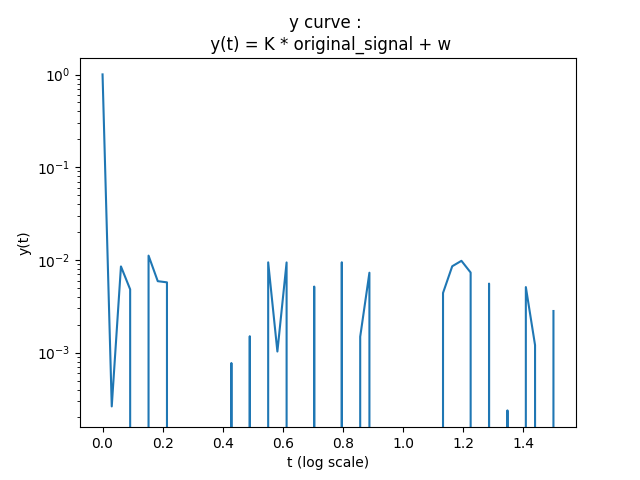 y curve :
y(t) = K * original_signal + w
10⁰
10⁻¹
10⁻²
10⁻³
y(t)
0.0 0.2 0.4 0.6 0.8 1.0 1.2 1.4
t (log scale)